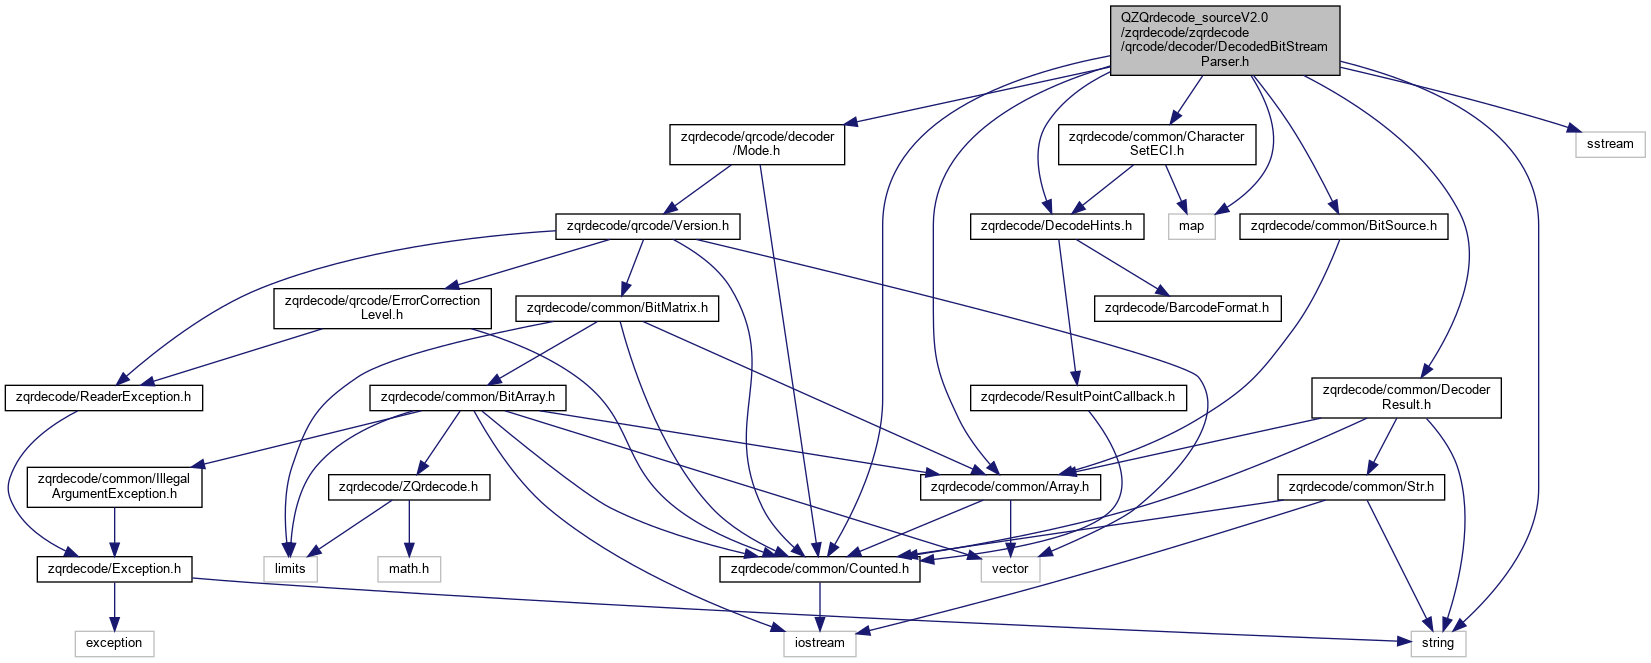 QZQrdecode_sourceV2.0
/zqrdecode/zqrdecode
/qrcode/decoder/DecodedBitStream
Parser.h
zqrdecode/qrcode/decoder
/Mode.h
zqrdecode/common/Character
SetECI.h
sstream
zqrdecode/qrcode/Version.h
zqrdecode/DecodeHints.h
map
zqrdecode/common/BitSource.h
zqrdecode/qrcode/ErrorCorrection
Level.h
zqrdecode/common/BitMatrix.h
zqrdecode/BarcodeFormat.h
zqrdecode/ReaderException.h
zqrdecode/common/BitArray.h
zqrdecode/ResultPointCallback.h
zqrdecode/common/Decoder
Result.h
zqrdecode/common/Illegal
ArgumentException.h
zqrdecode/ZQrdecode.h
zqrdecode/common/Array.h
zqrdecode/common/Str.h
zqrdecode/Exception.h
limits
math.h
zqrdecode/common/Counted.h
vector
exception
iostream
string